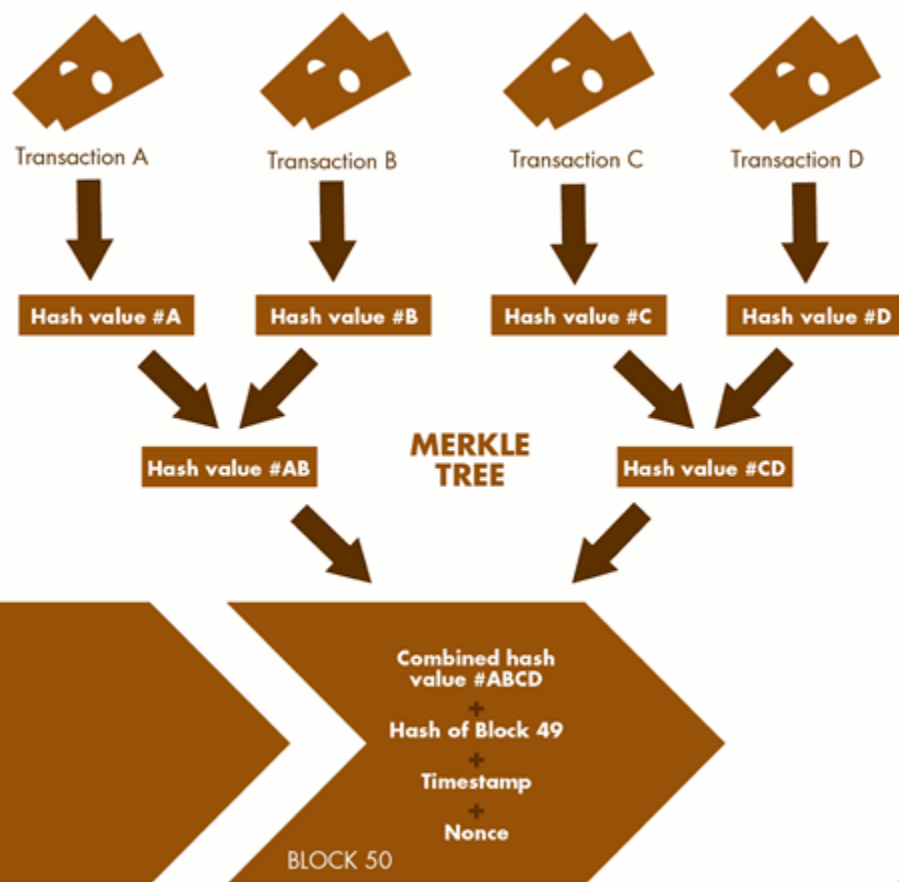 Transaction A
Transaction B
Transaction C
Transaction D
Hash value #A
Hash value #B
Hash value #C
Hash value #D
MERKLE
TREE
Hash value #AB
Hash value #CD
Combined hash
value #ABCD
+
Hash of Block 49
+
Timestamp
+
Nonce
BLOCK 50